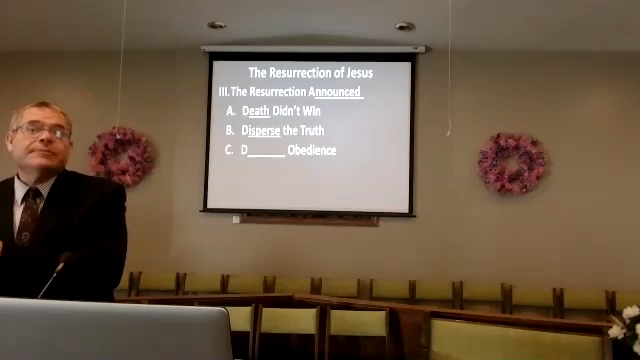 The Resurrection of Jesus
III.The Resurrection Announced
A. Death Didn't Win
B. Disperse the Truth
C. D______ Obedience